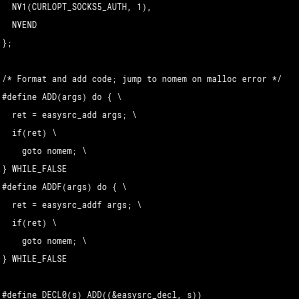 NV1(CURLOPT_SOCKS5_AUTH, 1),
NVEND
};
/* Format and add code; jump to nomem on malloc error */
#define ADD(args) do { \
ret = easysrc_add args; \
if(ret) \
goto nomem; \
} WHILE_FALSE
#define ADDF(args) do { \
ret = easysrc_addf args; \
if(ret) \
goto nomem; \
} WHILE_FALSE
#define DECL0(s) ADD((&easysrc_decl, s))